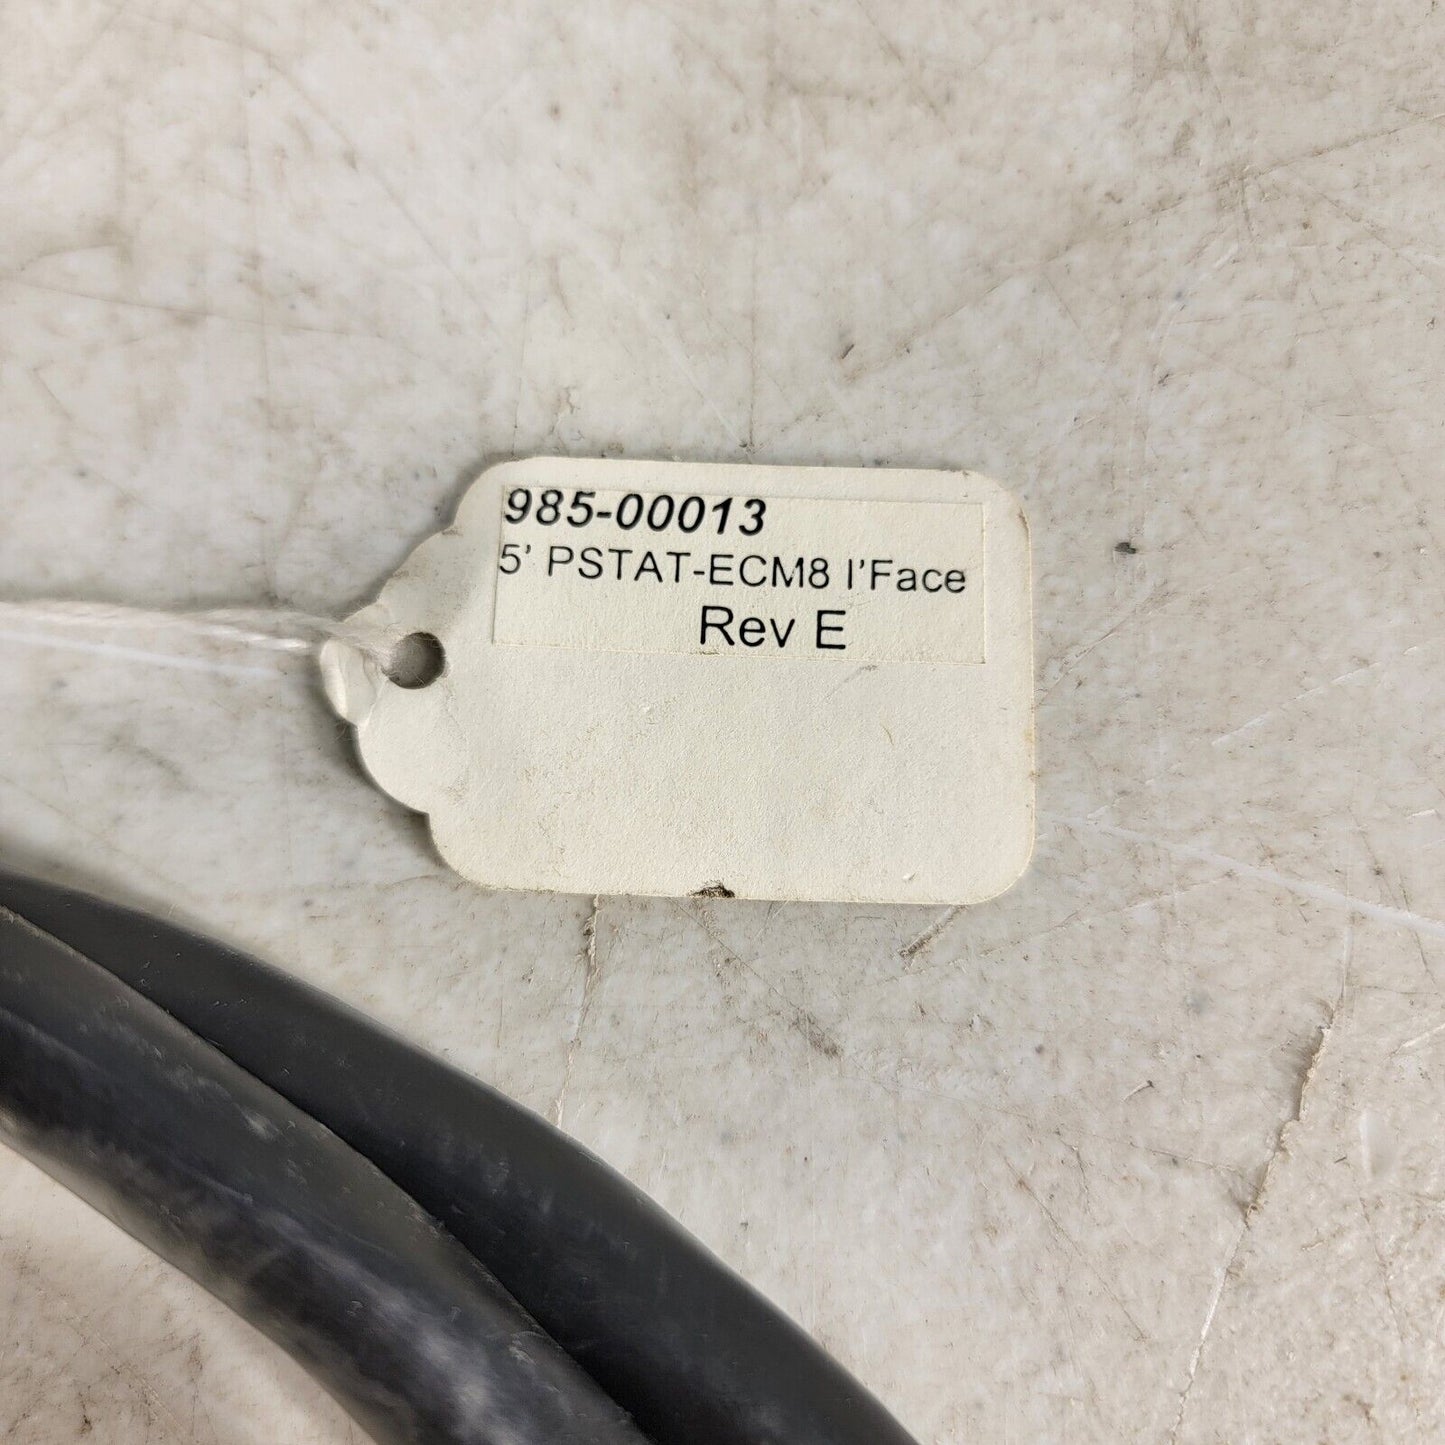 985-00013
5' PSTAT-ECM8 I'Face
Rev E